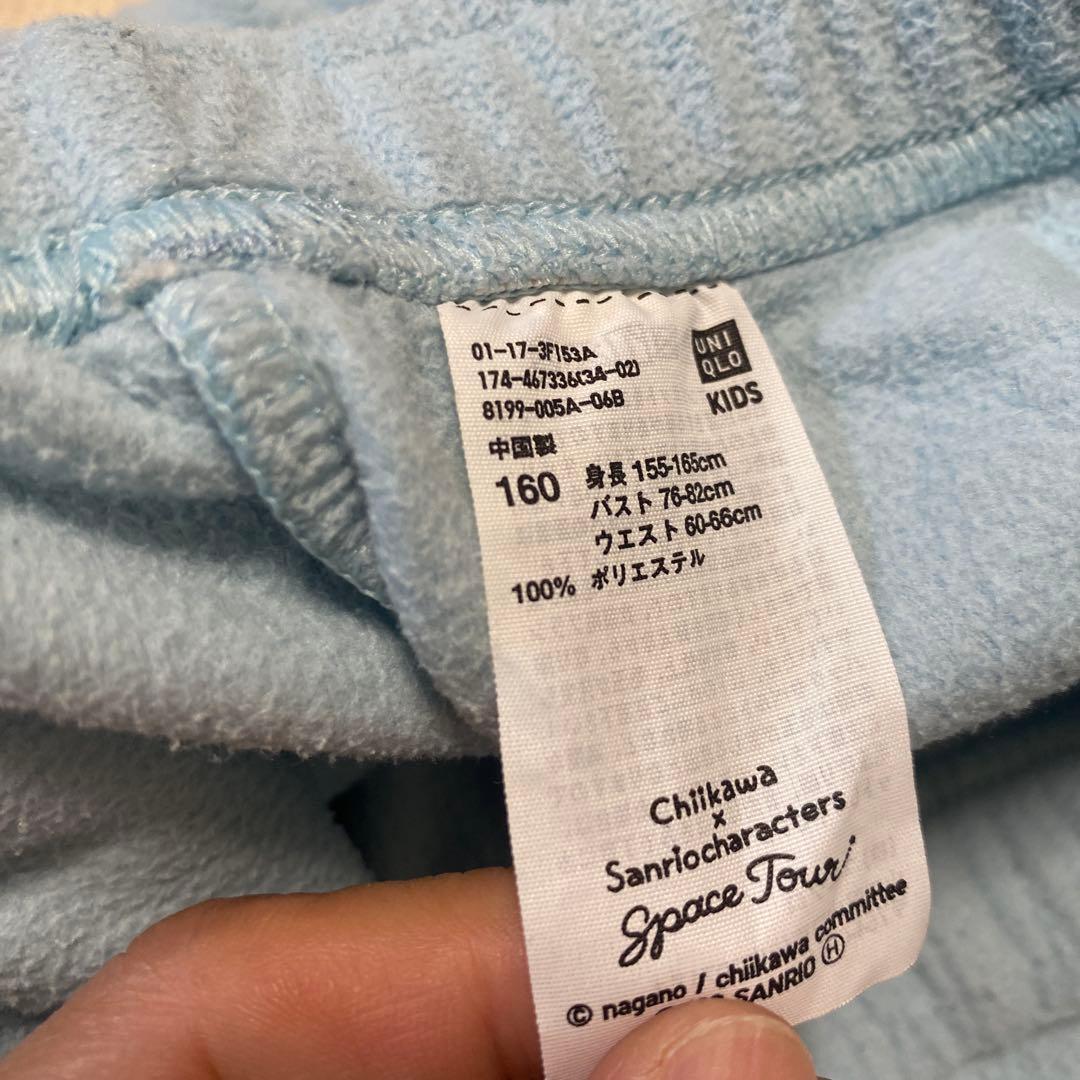 01-17-3F153A
174-467336(34-02)
8199-005A-06B
UNI
QLO
KIDS
中国製
160
身長 155-165cm
バスト 76-82cm
ウエスト 60-66cm
100% ポリエステル
Chiikawa
×
Sanriocharacters
Space Tour
© nagano / chiikawa committee
SANRIO Ⓗ